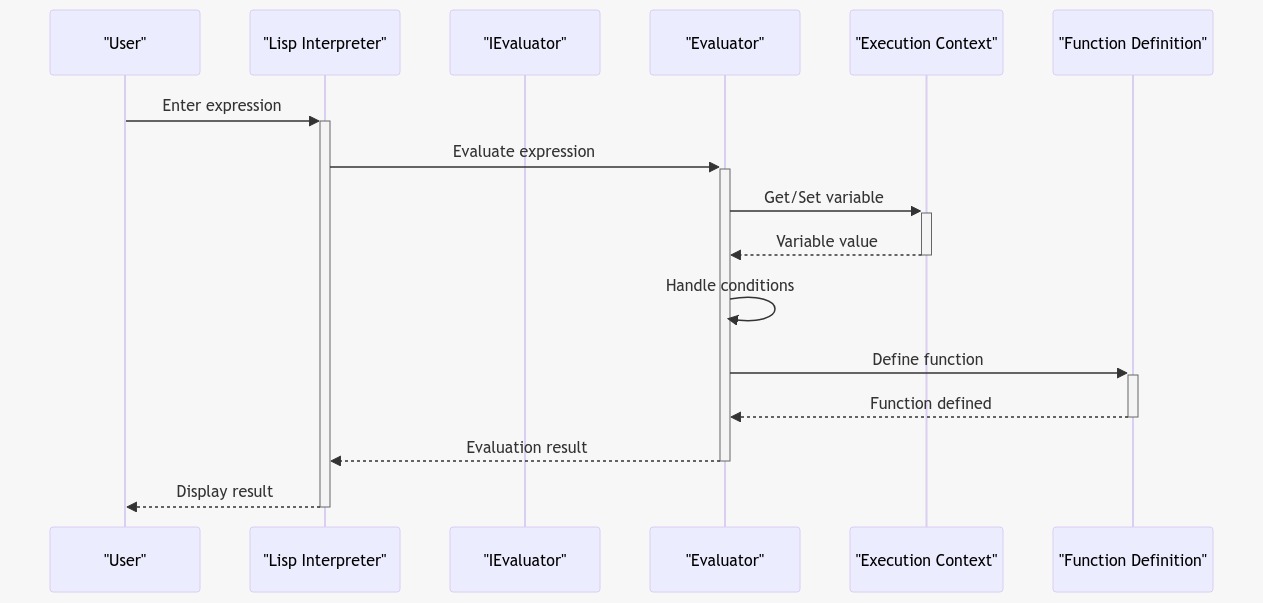 "User"
"Lisp Interpreter"
"IEvaluator"
"Evaluator"
"Execution Context"
"Function Definition"
Enter expression
Evaluate expression
Get/Set variable
Variable value
Handle conditions
Define function
Function defined
Evaluation result
Display result
"User"
"Lisp Interpreter"
"IEvaluator"
"Evaluator"
"Execution Context"
"Function Definition"